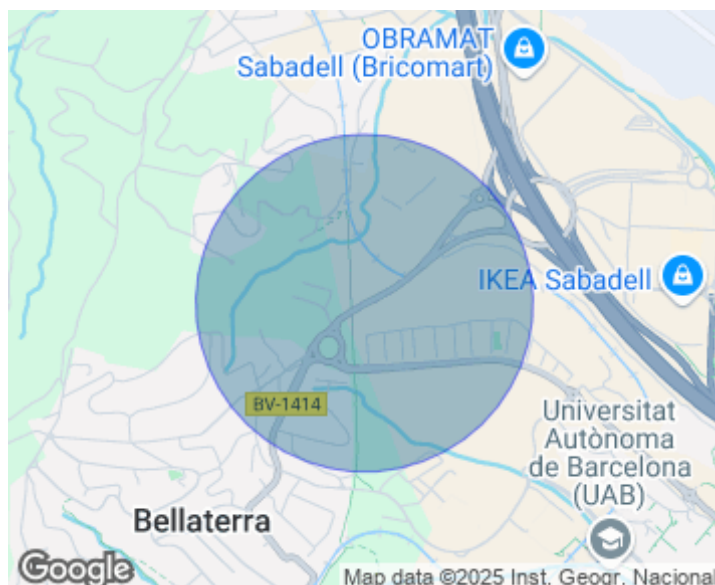 OBRAMAT
Sabadell (Bricomart)
IKEA Sabadell
BV-1414
Universitat
Autònoma
de Barcelona
(UAB)
Bellaterra
Google
Map data ©2025 Inst. Geogr. Nacional